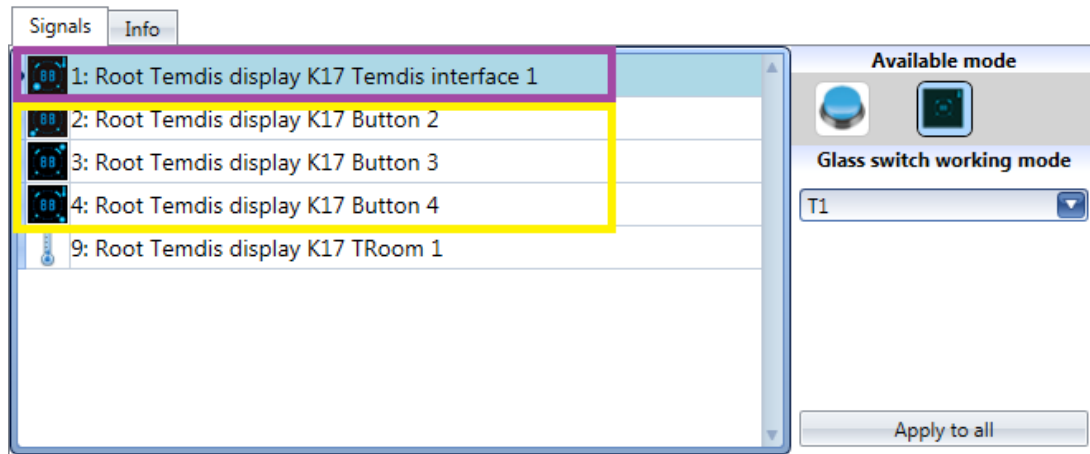 Signals
Info
1: Root Temdis display K17 Temdis interface 1
2: Root Temdis display K17 Button 2
3: Root Temdis display K17 Button 3
4: Root Temdis display K17 Button 4
9: Root Temdis display K17 TRoom 1
Available mode
Glass switch working mode
T1
Apply to all